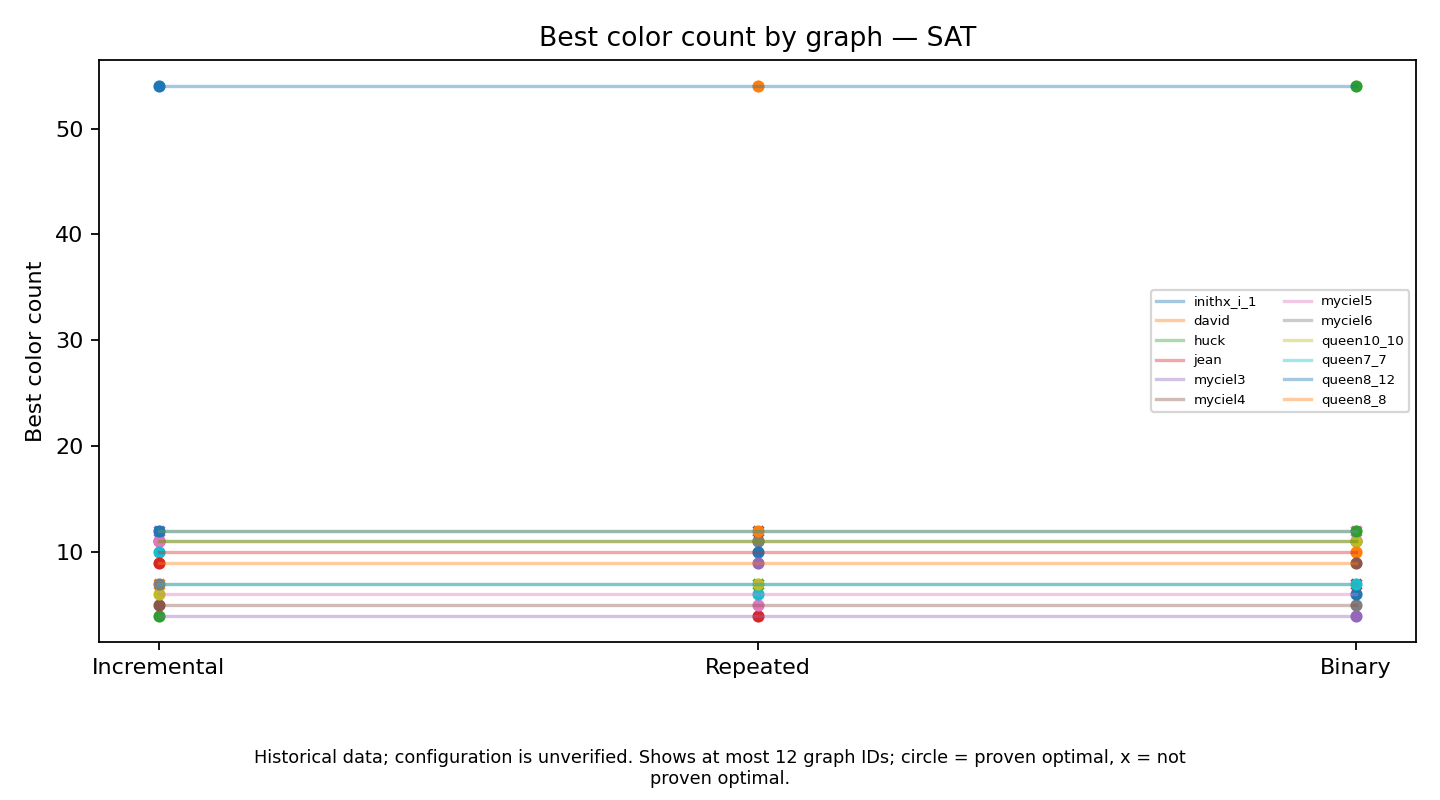 Best color count by graph — SAT
Best color count
50
40
30
20
10
inithx_i_1
david
huck
jean
myciel3
myciel4
myciel5
myciel6
queen10_10
queen7_7
queen8_12
queen8_8
Incremental
Repeated
Binary
Historical data; configuration is unverified. Shows at most 12 graph IDs; circle = proven optimal, x = not
proven optimal.